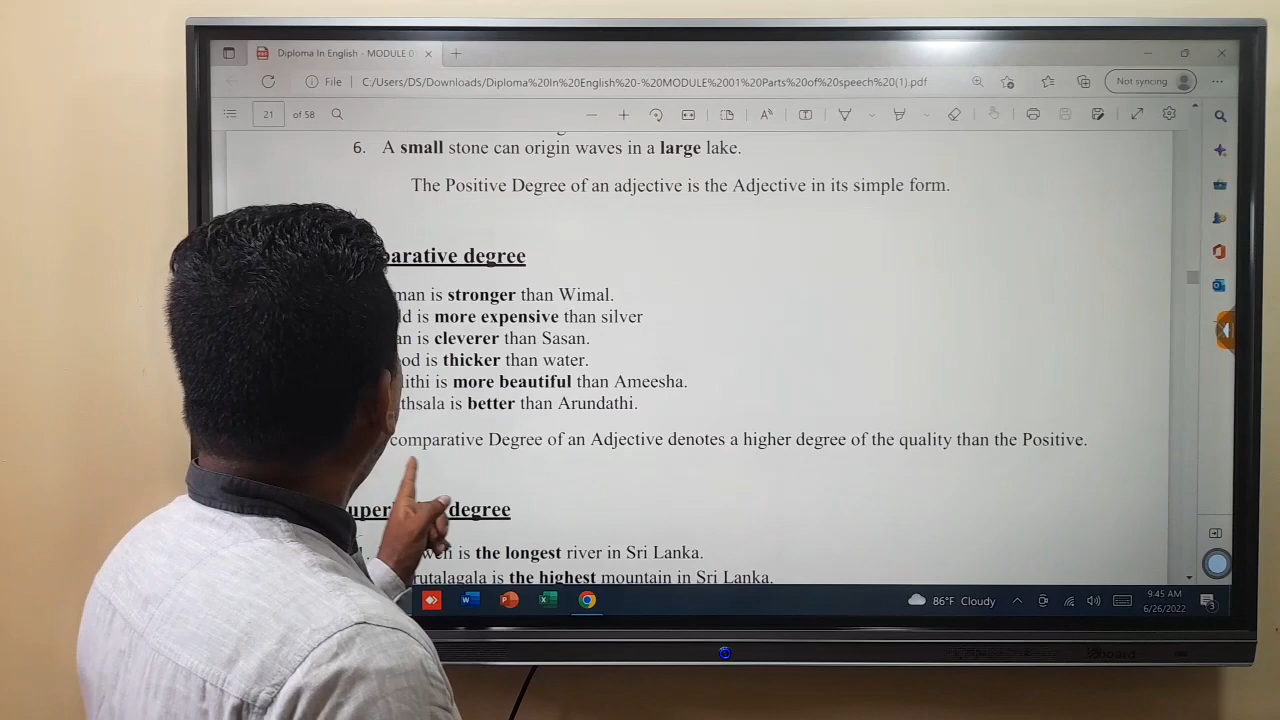 Diploma In English - MODULE 0
File C:/Users/DS/Downloads/Diploma%20In%20English%20-%20MODULE%2001%20Parts%20of%20speech%20(1).pdf Not syncing
21 of 58
6. A small stone can origin waves in a large lake.
The Positive Degree of an adjective is the Adjective in its simple form.
parative degree
man is stronger than Wimal.
ld is more expensive than silver
an is cleverer than Sasan.
ood is thicker than water.
lithi is more beautiful than Ameesha.
thsala is better than Arundathi.
comparative Degree of an Adjective denotes a higher degree of the quality than the Positive.
uperl degree
is the longest river in Sri Lanka.
rutalagala is the highest mountain in Sri Lanka.
86°F Cloudy
9:45 AM
6/26/2022